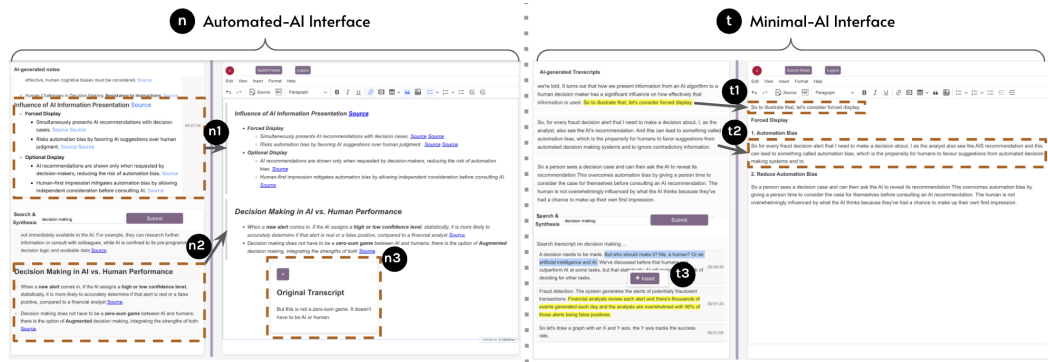 n Automated-AI Interface
AI-generated notes
effective, human cognitive biases must be considered. Source
Influence of AI Information Presentation Source
Forced Display
Simultaneously presents AI recommendations with decision
cases. Source Source
Risks automation bias by favoring AI suggestions over human
judgment. Source Source
Optional Display
AI recommendations are shown only when requested by
decision-makers, reducing the risk of automation bias. Source
Human-first impression mitigates automation bias by allowing
independent consideration before consulting AI. Source
Search &
Synthesis
decision making
Submit
not immediately available to the AI. For example, they can research further
information or consult with colleagues, while AI is confined to its pre-program
decision logic and available data Source.
Decision Making in AI vs. Human Performance
When a new alert comes in, if the AI assigns a high or low confidence level,
statistically, it is more likely to accurately determine if that alert is real or a false
positive, compared to a financial analyst Source.
Decision making does not have to be a zero-sum game between AI and humans;
there is the option of Augmented decision making, integrating the strengths of both
Source.
n1
n2
Submit Notes
Logout
Edit View Insert Format Help
Source
Paragraph
Influence of AI Information Presentation Source
Forced Display
Simultaneously presents AI recommendations with decision cases. Source Source
Risks automation bias by favoring AI suggestions over human judgment. Source Source
Optional Display
AI recommendations are shown only when requested by decision-makers, reducing the risk of automation
bias. Source
Human-first impression mitigates automation bias by allowing independent consideration before consulting AI.
Source
Decision Making in AI vs. Human Performance
When a new alert comes in, if the AI assigns a high or low confidence level, statistically, it is more likely to
accurately determine if that alert is real or a false positive, compared to a financial analyst Source.
Decision making does not have to be a zero-sum game between AI and humans; there is the option of Augmented
decision making, integrating the strengths of both Source.
n3
Original Transcript
But this is not a zero-sum game. It doesn't
have to be AI or human.
t Minimal-AI Interface
AI-generated Transcripts
we're told. It turns out that how we present information from an AI algorithm to a
human decision maker has a significant influence on how effectively that
information is used. So to illustrate that, let's consider forced display.
So, for every fraud decision alert that I need to make a decision about, I, as the
analyst, also see the AI's recommendation. And this can lead to something called
automation bias, which is the propensity for humans to favor suggestions from
automated decision making systems and to ignore contradictory information.
So a person sees a decision case and can then ask the AI to reveal its
recommendation This overcomes automation bias by giving a person time to
consider the case for themselves before consulting an AI recommendation. The
human is not overwhelmingly influenced by what the AI thinks because they've
had a chance to make up their own first impression.
Search &
Synthesis
decision making
Submit
Search transcript on decision making ...
A decision needs to be made. But who should make it? Me, a human? Or an
artificial intelligence and AI. We've discussed before that humans
outperform AI at some tasks, but that
deciding for other tasks.
00:00:49
Insert
t3
Fraud detection. The system generates the alerts of potentially fraudulent
transactions. Financial analysts review each alert and there's thousands of
events generated each day and the analysts are overwhelmed with 90% of
those alerts being false positives.
00:01:24
So let's draw a graph with an X and Y axis. the Y axis tracks the success
rate.
00:01:59
t1
t2
Submit Notes
Logout
Edit View Insert Format Help
Source
Paragraph
So to illustrate that, let's consider forced display.
Forced Display
1. Automation Bias
So for every fraud decision alert that I need to make a decision about, I as the analyst also see the AIS recommendation and this
can lead to something called automation bias, which is the propensity for humans to favour suggestions from automated decision
making systems and to.
2. Reduce Automation Bias
So a person sees a decision case and can then ask the AI to reveal its recommendation This overcomes automation bias by giving
a person time to consider the case for themselves before consulting an AI recommendation. The human is not
overwhelmingly influenced by what the AI thinks because they've had a chance to make up their own first impression.